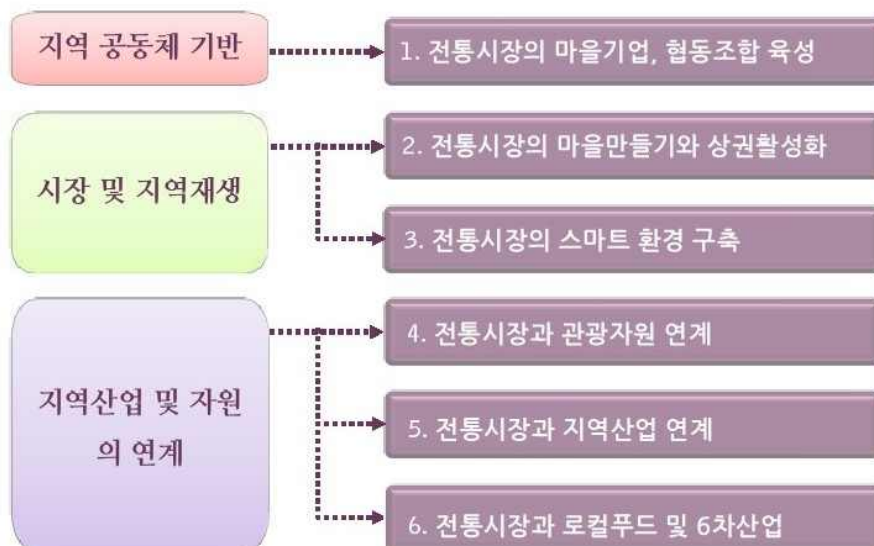 지역 공동체 기반
1. 전통시장의 마을기업, 협동조합 육성
시장 및 지역재생
2. 전통시장의 마을만들기와 상권활성화
3. 전통시장의 스마트 환경 구축
지역산업 및 자원
의 연계
4. 전통시장과 관광자원 연계
5. 전통시장과 지역산업 연계
6. 전통시장과 로컬푸드 및 6차산업